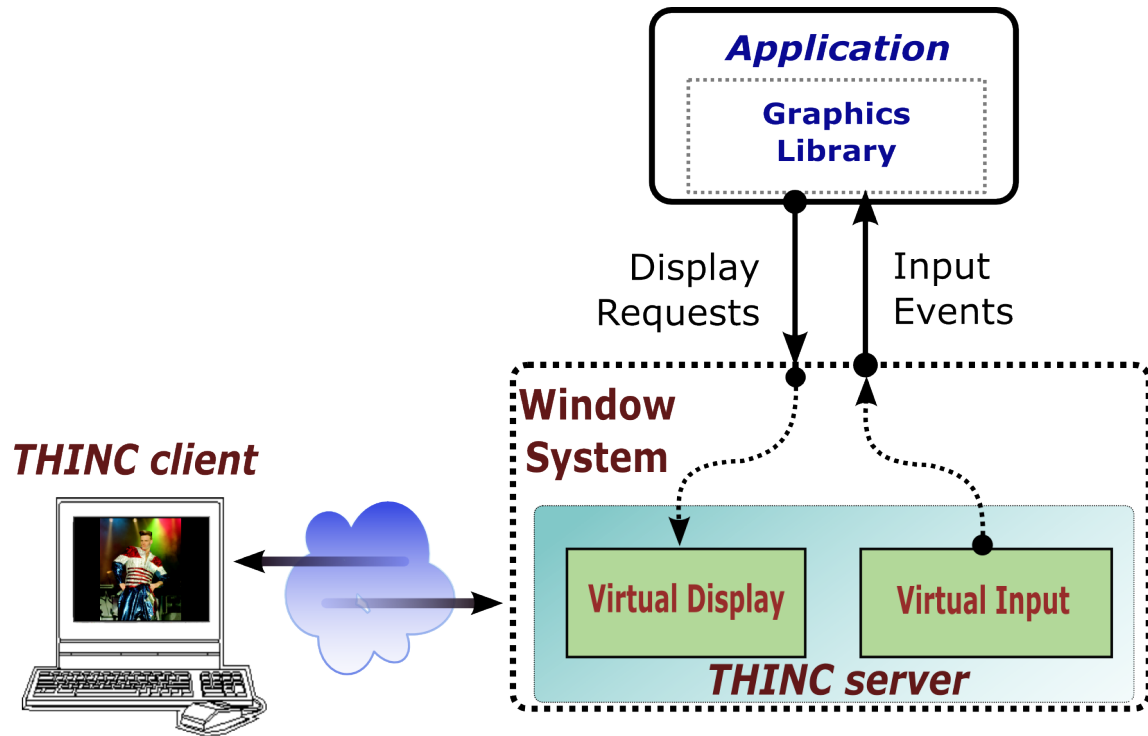 Application
Graphics
Library
Display
Requests
Input
Events
Window
System
THINC client
Virtual Display
Virtual Input
THINC server